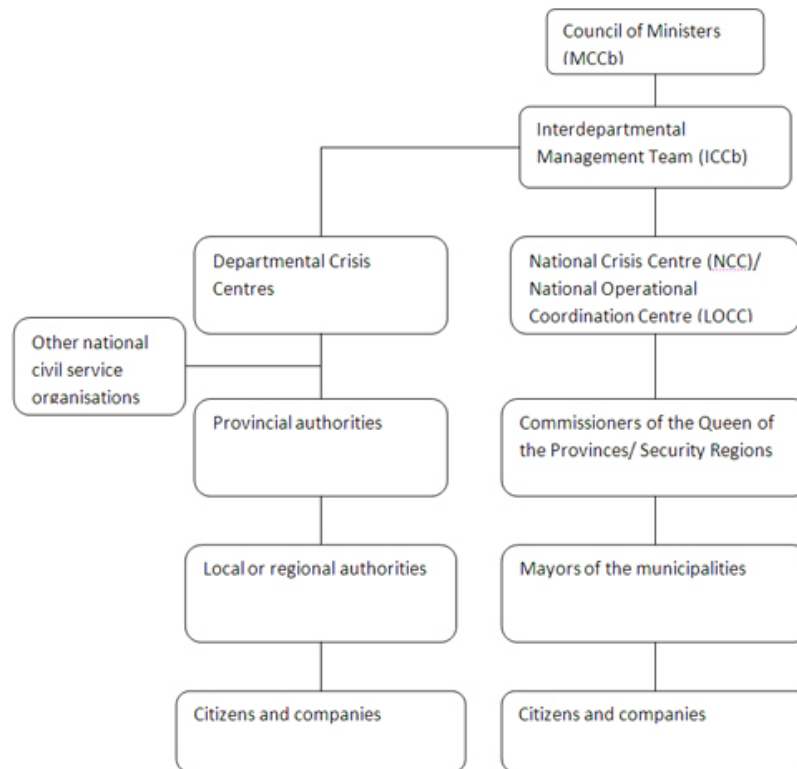 Council of Ministers
(MCCb)
Interdepartmental
Management Team (ICCb)
Departmental Crisis
Centres
National Crisis Centre (NCC)/
National Operational
Coordination Centre (LOCC)
Other national
civil service
organisations
Provincial authorities
Commissioners of the Queen of
the Provinces/ Security Regions
Local or regional authorities
Mayors of the municipalities
Citizens and companies
Citizens and companies